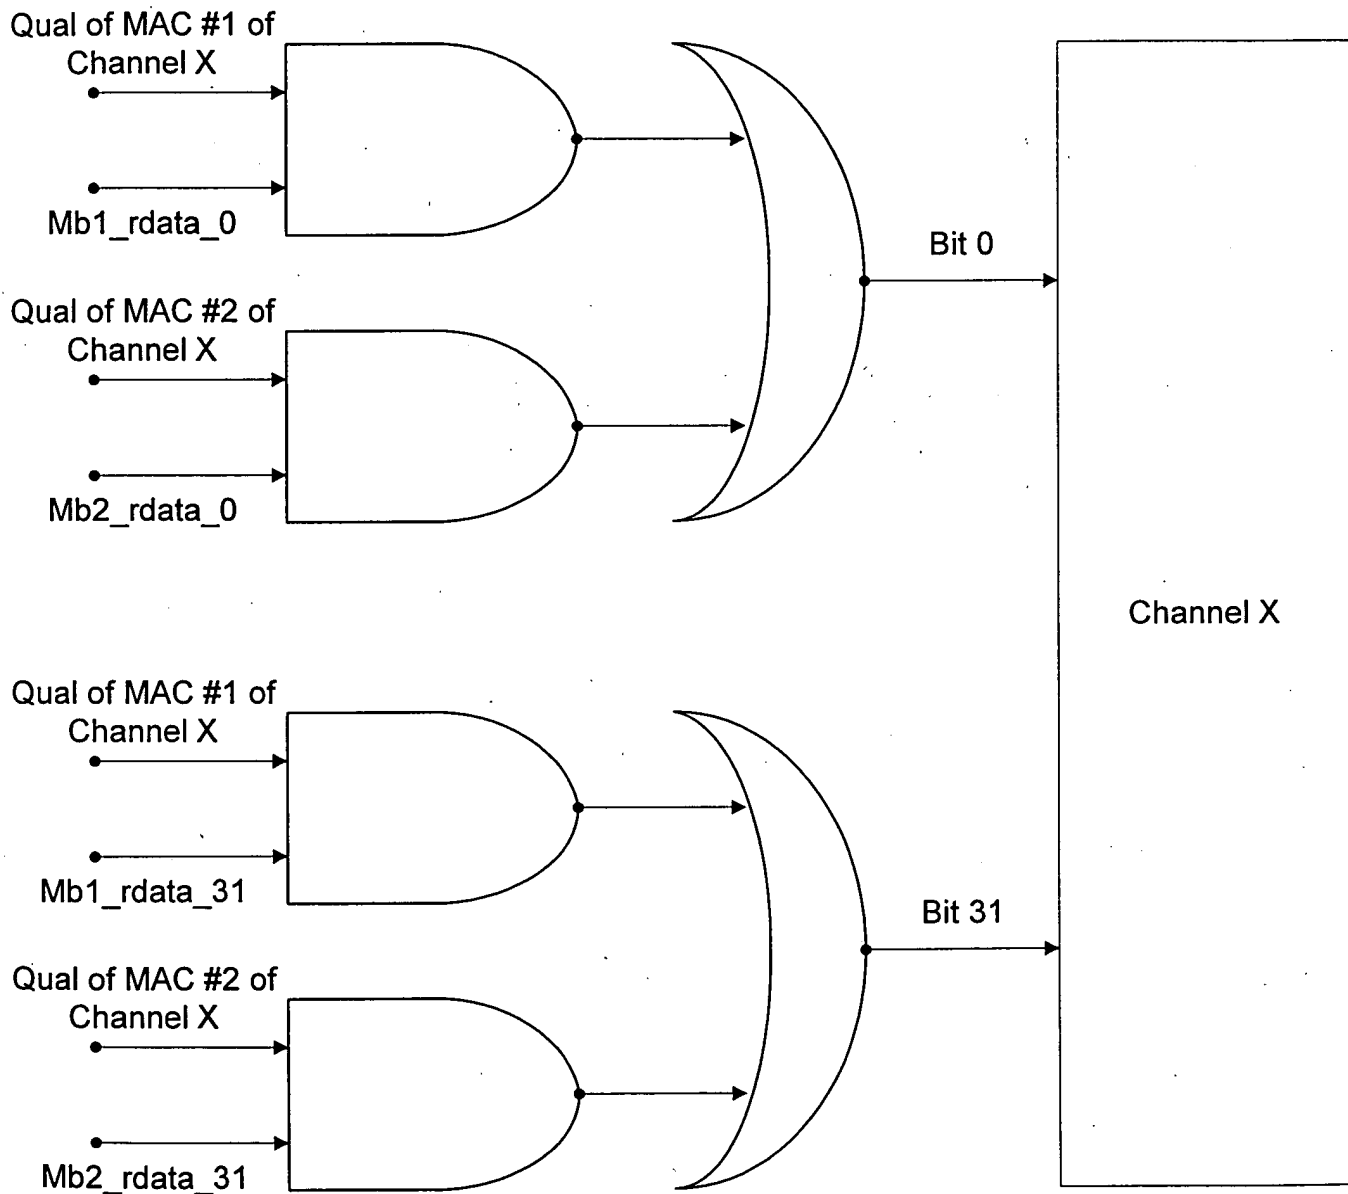 Qual of MAC #1 of
Channel X
Mb1_rdata_0
Bit 0
Qual of MAC #2 of
Channel X
Mb2_rdata_0
Channel X
Qual of MAC #1 of
Channel X
Mb1_rdata_31
Bit 31
Qual of MAC #2 of
Channel X
Mb2_rdata_31